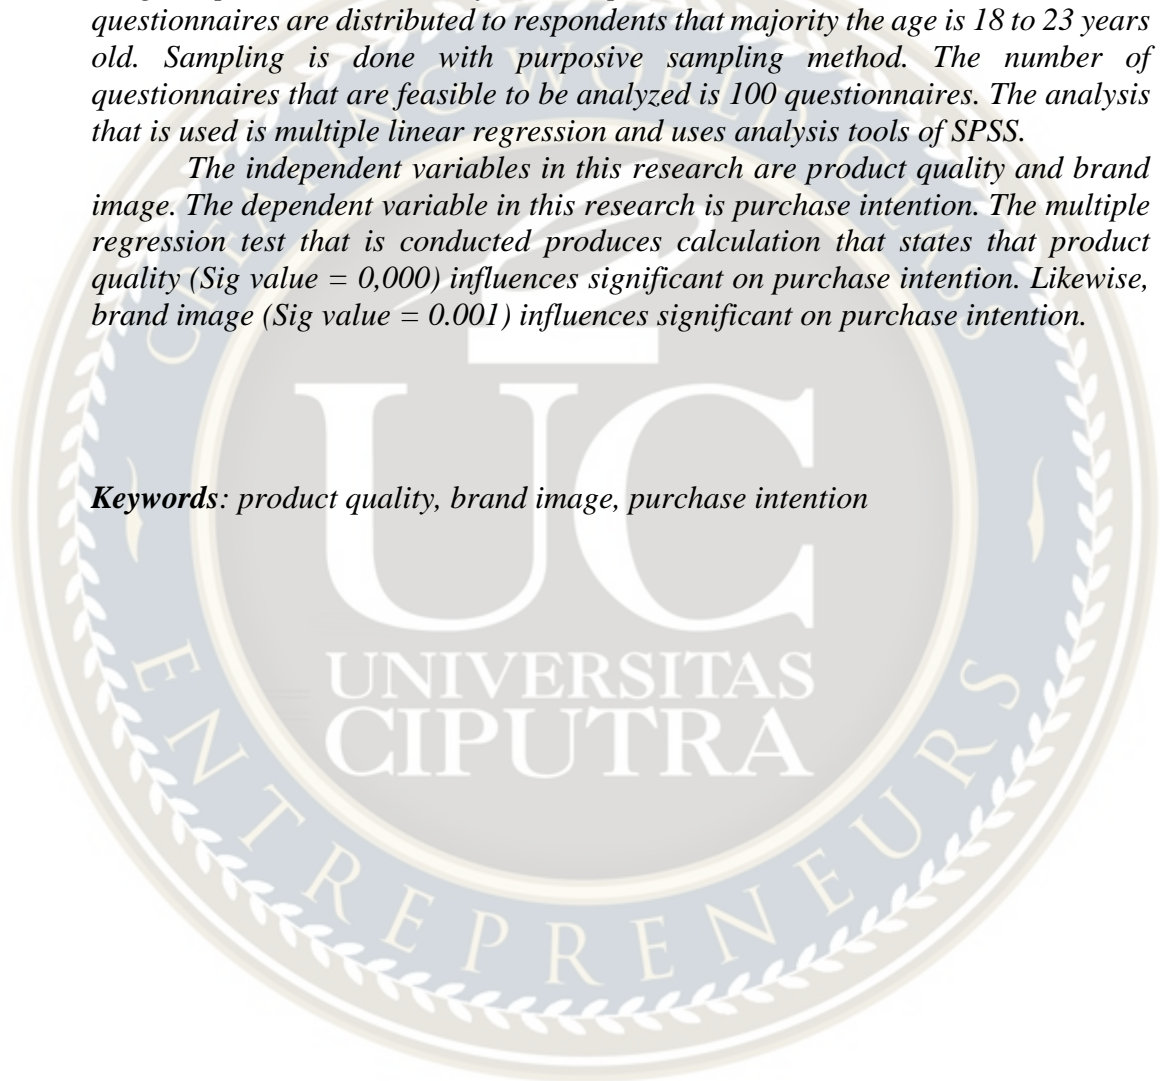 questionnaires are distributed to respondents that majority the age is 18 to 23 years
old. Sampling is done with purposive sampling method. The number of
questionnaires that are feasible to be analyzed is 100 questionnaires. The analysis
that is used is multiple linear regression and uses analysis tools of SPSS.
The independent variables in this research are product quality and brand
image. The dependent variable in this research is purchase intention. The multiple
regression test that is conducted produces calculation that states that product
quality (Sig value = 0,000) influences significant on purchase intention. Likewise,
brand image (Sig value = 0.001) influences significant on purchase intention.
Keywords: product quality, brand image, purchase intention
CREATING WORLD CLASS
UC
UNIVERSITAS
CIPUTRA
ENTREPRENEURS